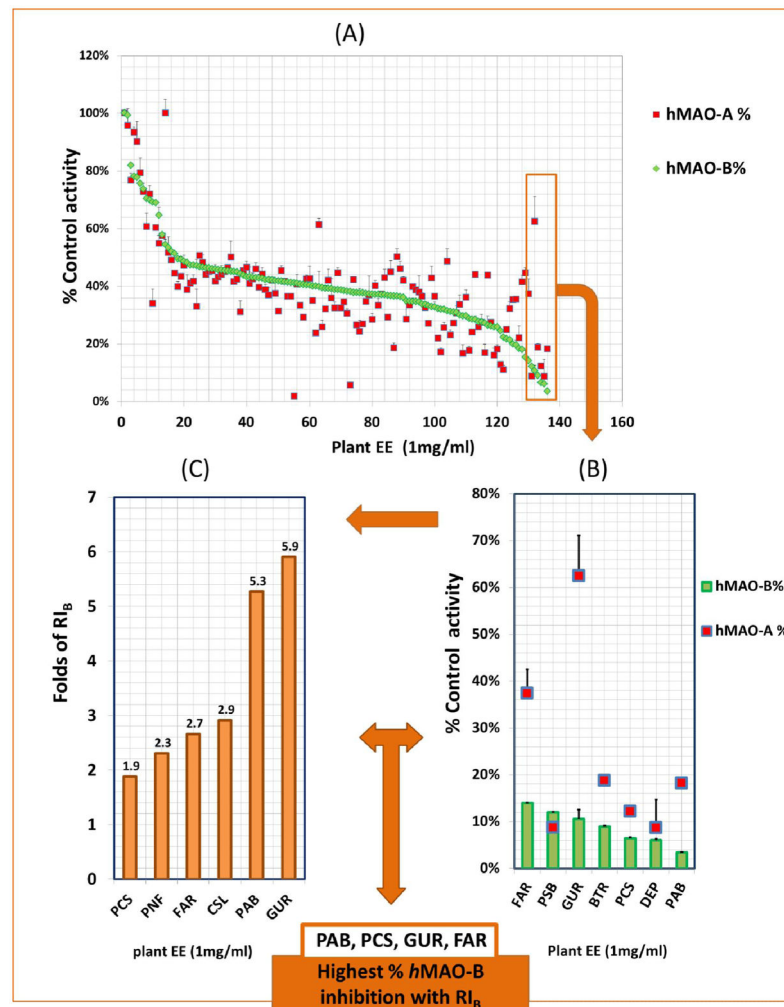 (A)
120%
100%
80%
60%
40%
20%
0%
% Control activity
0 20 40 60 80 100 120 140 160
Plant EE (1mg/ml)
hMAO-A %
hMAO-B%
(C)
7
6
5
4
3
2
1
0
Folds of RI_B
1.9
2.3
2.7
2.9
5.3
5.9
PCS PNF FAR CSL PAB GUR
plant EE (1mg/ml)
(B)
80%
70%
60%
50%
40%
30%
20%
10%
0%
% Control activity
hMAO-B%
hMAO-A %
FAR PSB GUR BTR PCS DEP PAB
Plant EE (1mg/ml)
PAB, PCS, GUR, FAR
Highest % hMAO-B
inhibition with RI_B